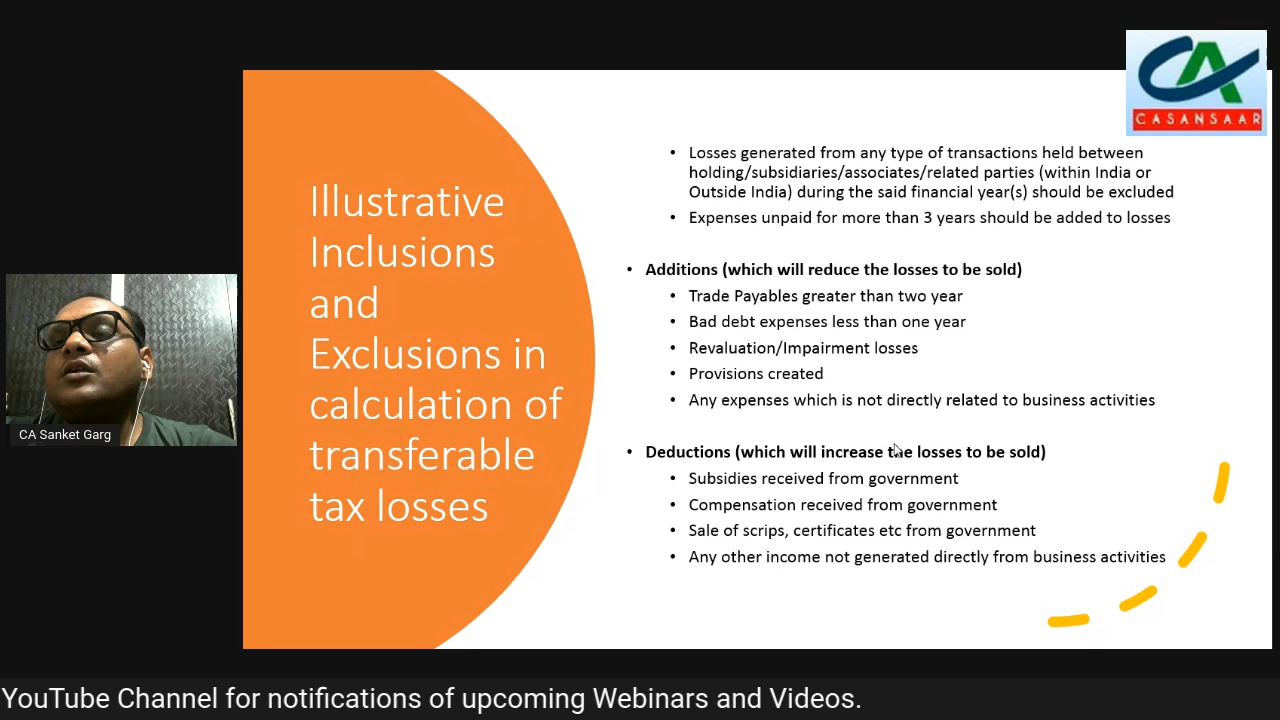 CA
CASANSAAR
Illustrative
Inclusions
and
Exclusions in
calculation of
transferable
tax losses
• Losses generated from any type of transactions held between
holding/subsidiaries/associates/related parties (within India or
Outside India) during the said financial year(s) should be excluded
• Expenses unpaid for more than 3 years should be added to losses
• Additions (which will reduce the losses to be sold)
• Trade Payables greater than two year
• Bad debt expenses less than one year
• Revaluation/Impairment losses
• Provisions created
• Any expenses which is not directly related to business activities
• Deductions (which will increase the losses to be sold)
• Subsidies received from government
• Compensation received from government
• Sale of scrips, certificates etc from government
• Any other income not generated directly from business activities
CA Sanket Garg
YouTube Channel for notifications of upcoming Webinars and Videos.